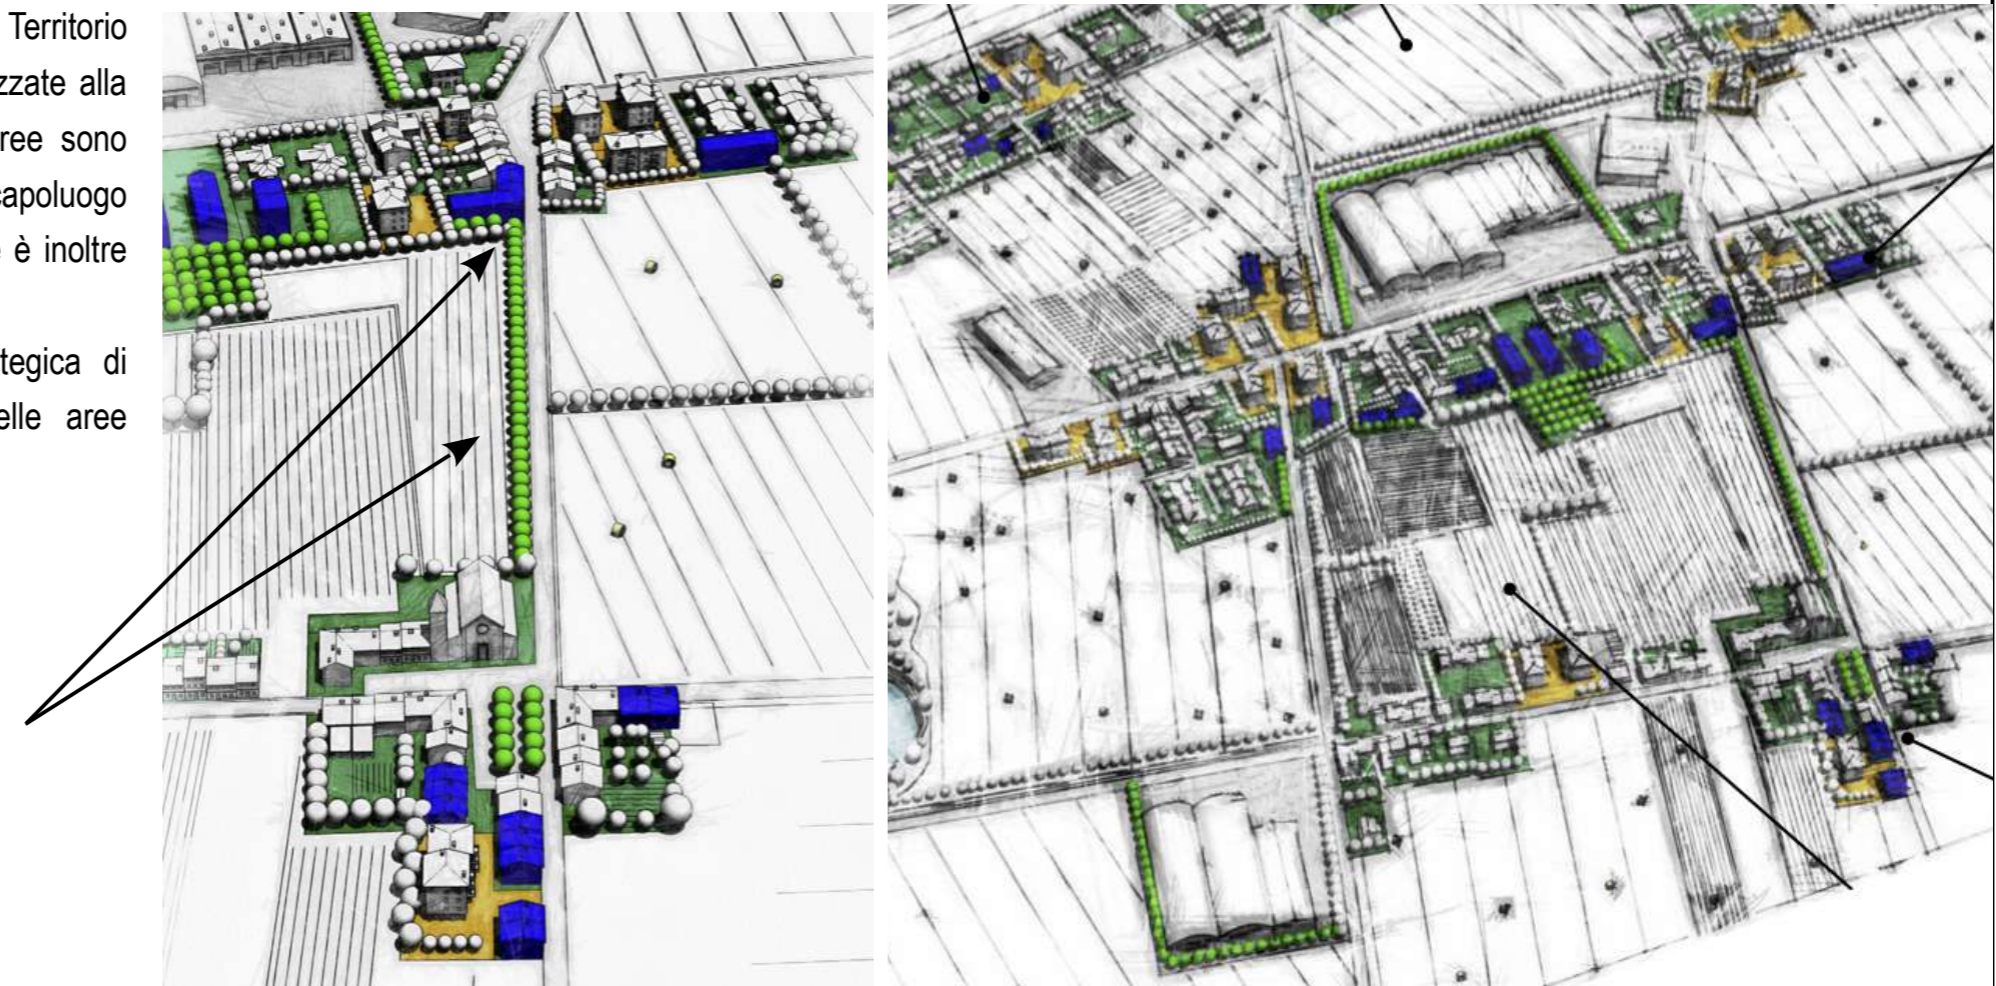 Territorio
zzate alla
ree sono
capoluogo
è inoltre
tegica di
elle aree